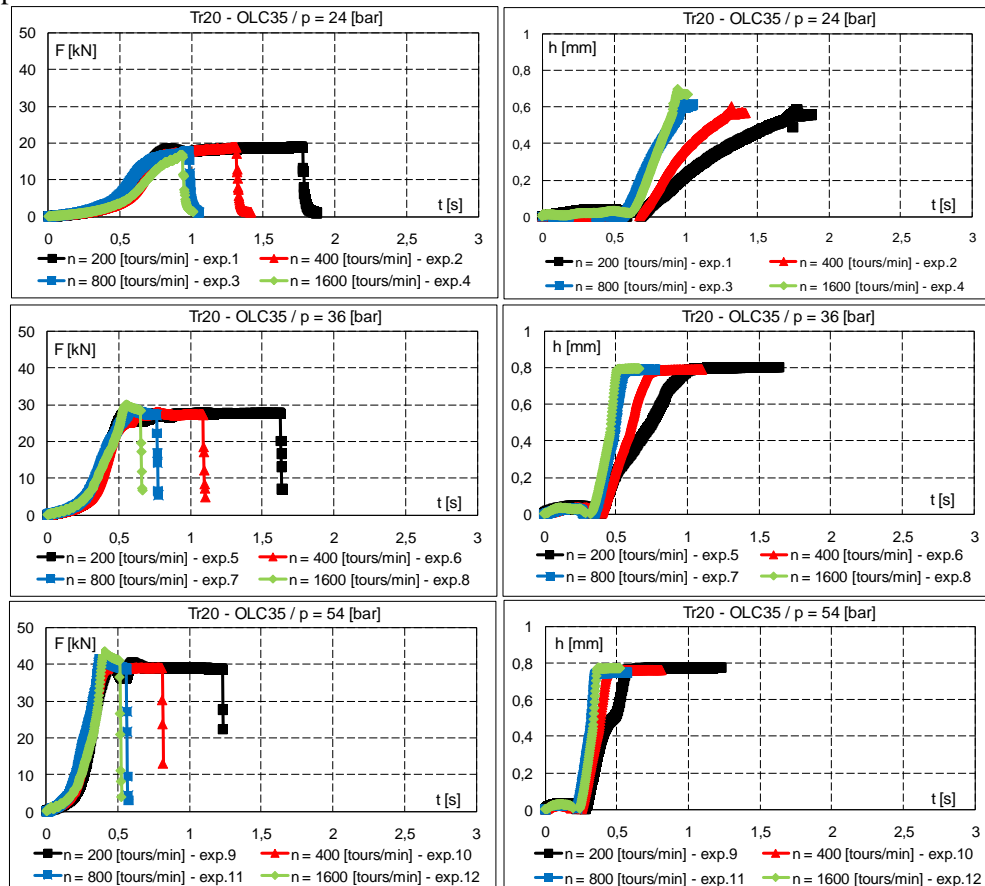 Tr20 - OLC35 / p = 24 [bar]
F [kN]
50
40
30
20
10
0
t [s]
0 0,5 1 1,5 2 2,5 3
n = 200 [tours/min] - exp.1 n = 400 [tours/min] - exp.2
n = 800 [tours/min] - exp.3 n = 1600 [tours/min] - exp.4
Tr20 - OLC35 / p = 24 [bar]
h [mm]
1
0,8
0,6
0,4
0,2
0
t [s]
0 0,5 1 1,5 2 2,5 3
n = 200 [tours/min] - exp.1 n = 400 [tours/min] - exp.2
n = 800 [tours/min] - exp.3 n = 1600 [tours/min] - exp.4
Tr20 - OLC35 / p = 36 [bar]
F [kN]
50
40
30
20
10
0
t [s]
0 0,5 1 1,5 2 2,5 3
n = 200 [tours/min] - exp.5 n = 400 [tours/min] - exp.6
n = 800 [tours/min] - exp.7 n = 1600 [tours/min] - exp.8
Tr20 - OLC35 / p = 36 [bar]
h [mm]
1
0,8
0,6
0,4
0,2
0
t [s]
0 0,5 1 1,5 2 2,5 3
n = 200 [tours/min] - exp.5 n = 400 [tours/min] - exp.6
n = 800 [tours/min] - exp.7 n = 1600 [tours/min] - exp.8
Tr20 - OLC35 / p = 54 [bar]
F [kN]
50
40
30
20
10
0
t [s]
0 0,5 1 1,5 2 2,5 3
n = 200 [tours/min] - exp.9 n = 400 [tours/min] - exp.10
n = 800 [tours/min] - exp.11 n = 1600 [tours/min] - exp.12
Tr20 - OLC35 / p = 54 [bar]
h [mm]
1
0,8
0,6
0,4
0,2
0
t [s]
0 0,5 1 1,5 2 2,5 3
n = 200 [tours/min] - exp.9 n = 400 [tours/min] - exp.10
n = 800 [tours/min] - exp.11 n = 1600 [tours/min] - exp.12